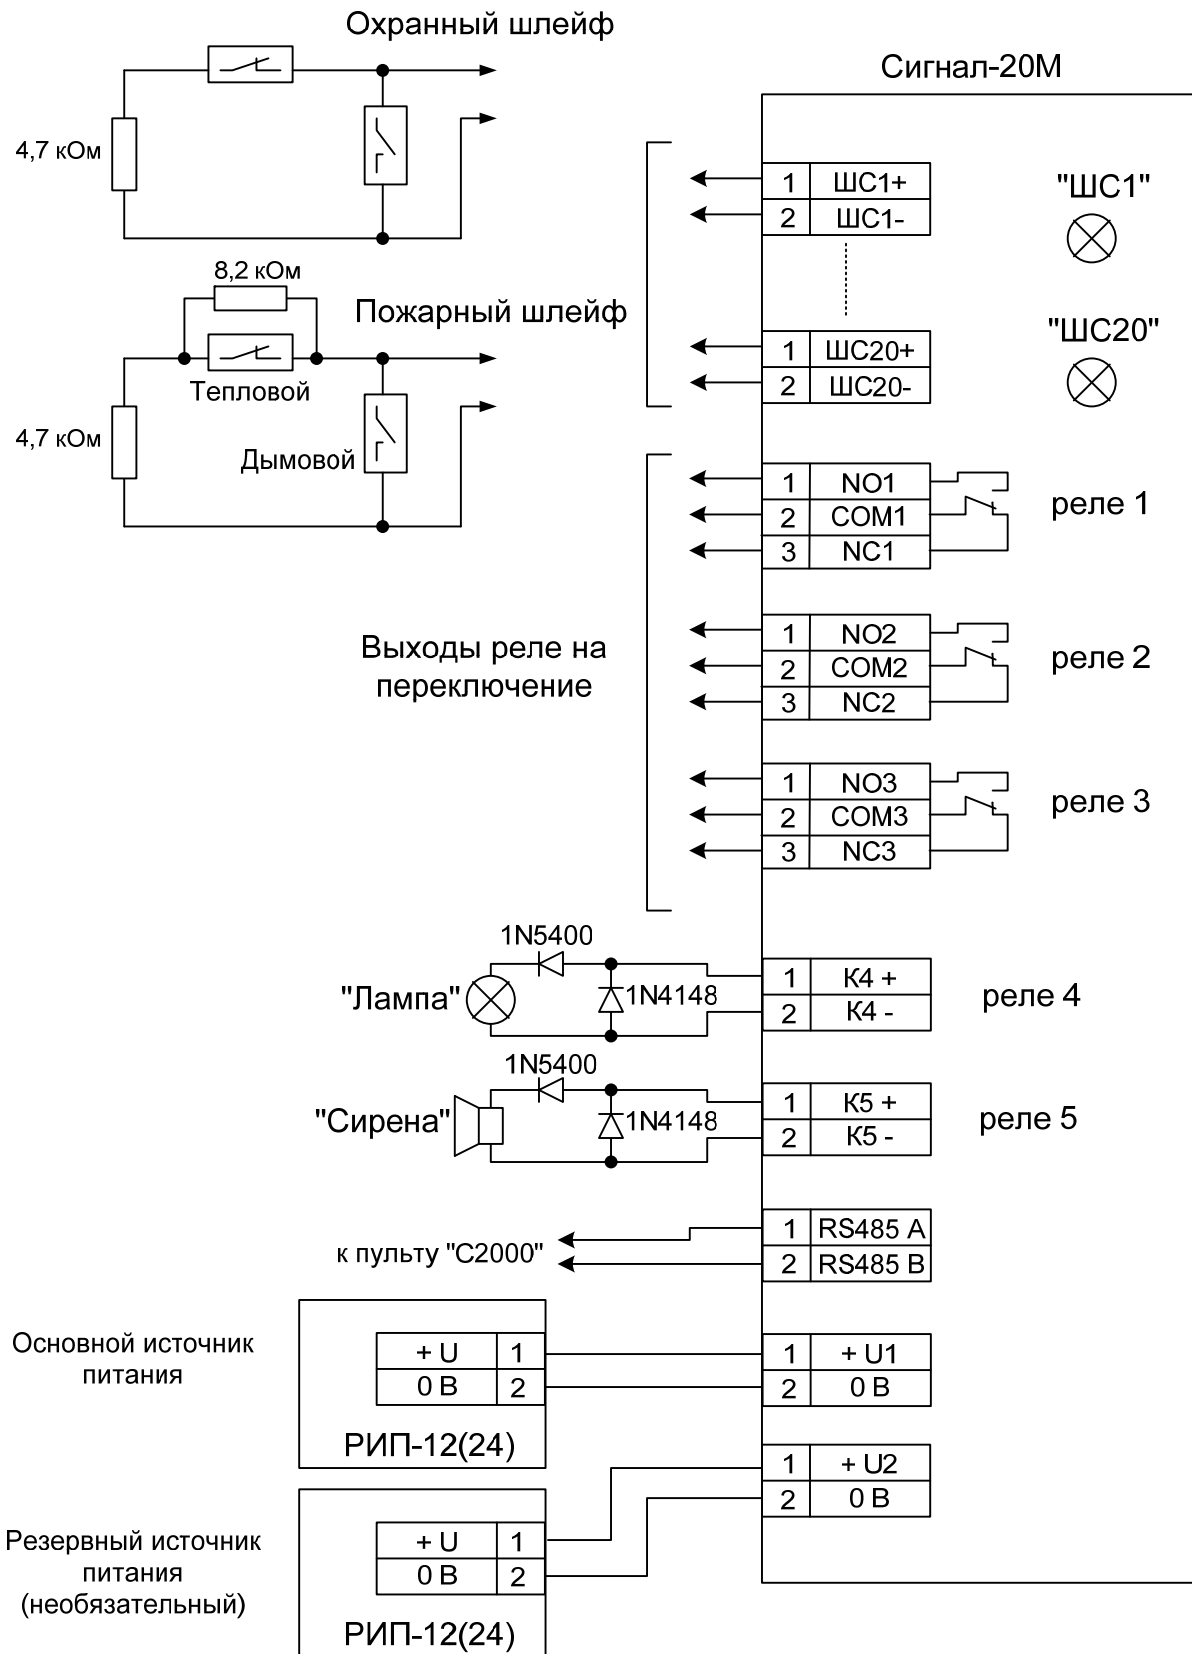 Охранный шлейф
4,7 кОм
8,2 кОм
Пожарный шлейф
Тепловой
4,7 кОм
Дымовой
Сигнал-20М
1 ШС1+
2 ШС1-
"ШС1"
1 ШС20+
2 ШС20-
"ШС20"
Выходы реле на
переключение
1 NO1
2 COM1
3 NC1
реле 1
1 NO2
2 COM2
3 NC2
реле 2
1 NO3
2 COM3
3 NC3
реле 3
1N5400
"Лампа"
1N4148
1 К4 +
2 К4 -
реле 4
1N5400
"Сирена"
1N4148
1 К5 +
2 К5 -
реле 5
к пульту "С2000"
1 RS485 A
2 RS485 B
Основной источник
питания
+ U 1
0 В 2
РИП-12(24)
1 + U1
2 0 В
1 + U2
2 0 В
Резервный источник
питания
(необязательный)
+ U 1
0 В 2
РИП-12(24)